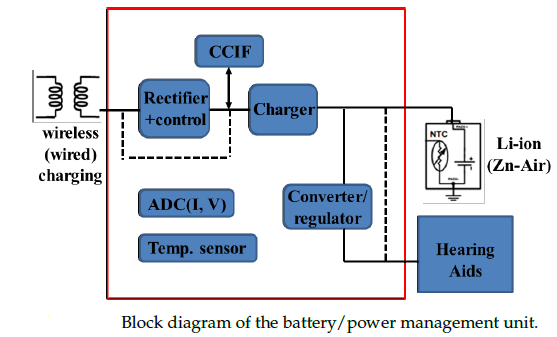 CCIF
Rectifier
+control
Charger
wireless
(wired)
charging
NTC
Li-ion
(Zn-Air)
ADC(I, V)
Converter/
regulator
Temp. sensor
Hearing
Aids
Block diagram of the battery/power management unit.